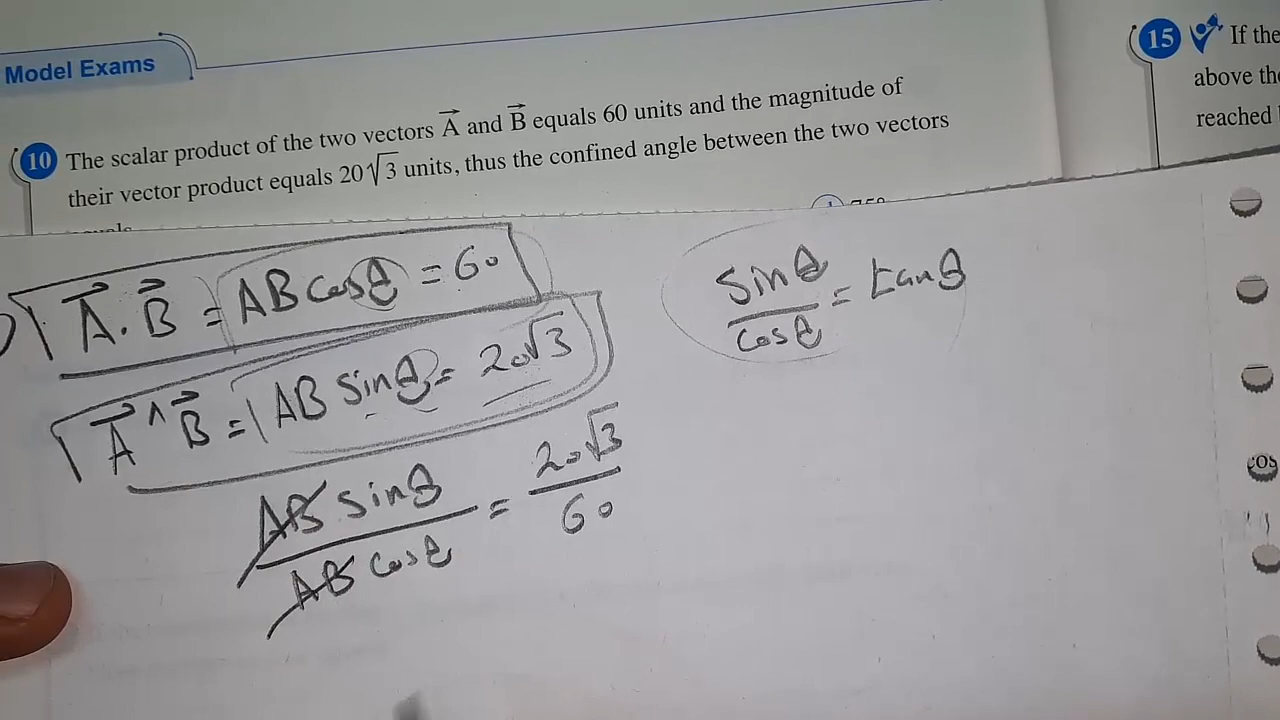 Model Exams
10 The scalar product of the two vectors A⃗ and B⃗ equals 60 units and the magnitude of
their vector product equals 20√3 units, thus the confined angle between the two vectors
15 If the
above the
reached
A⃗ . B⃗ = AB cosθ = 60
A⃗ ^ B⃗ = AB sinθ = 20√3
AB sinθ / AB cosθ = 20√3 / 60
sinθ / cosθ = tanθ
cos